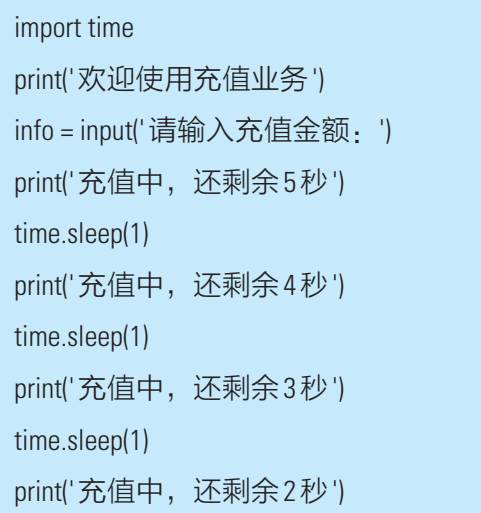 import time
print('欢迎使用充值业务')
info = input('请输入充值金额：')
print('充值中，还剩余5秒')
time.sleep(1)
print('充值中，还剩余4秒')
time.sleep(1)
print('充值中，还剩余3秒')
time.sleep(1)
print('充值中，还剩余2秒')